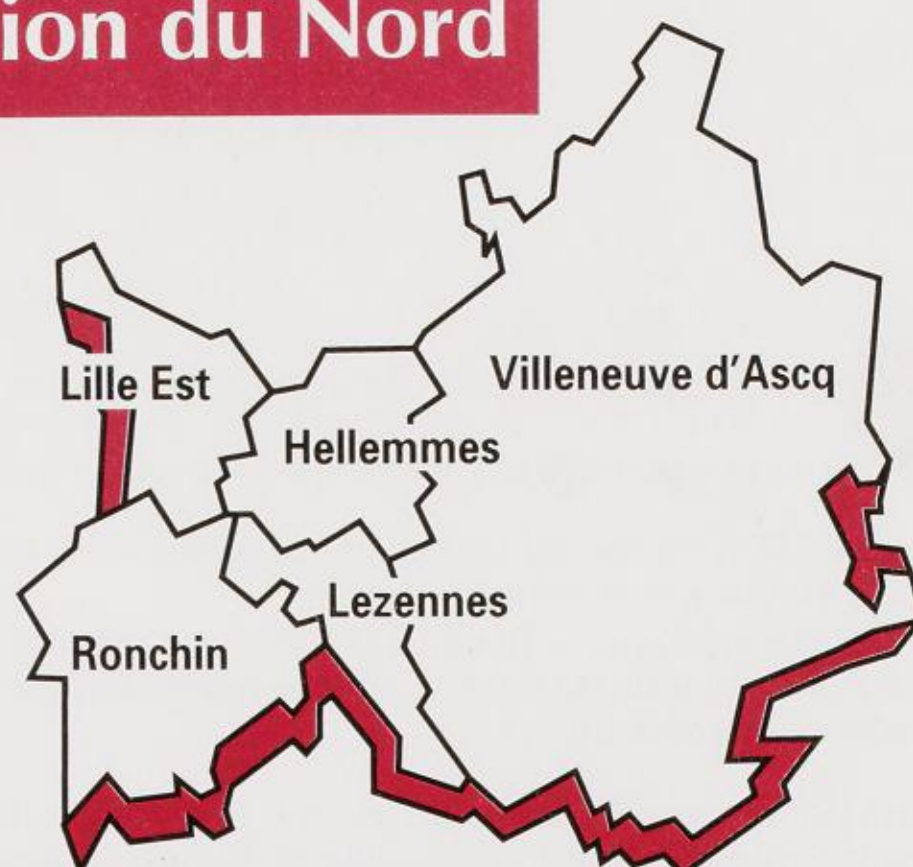 ion du Nord
Villeneuve d'Ascq
Lille Est
Hellemmes
Lezennes
Ronchin